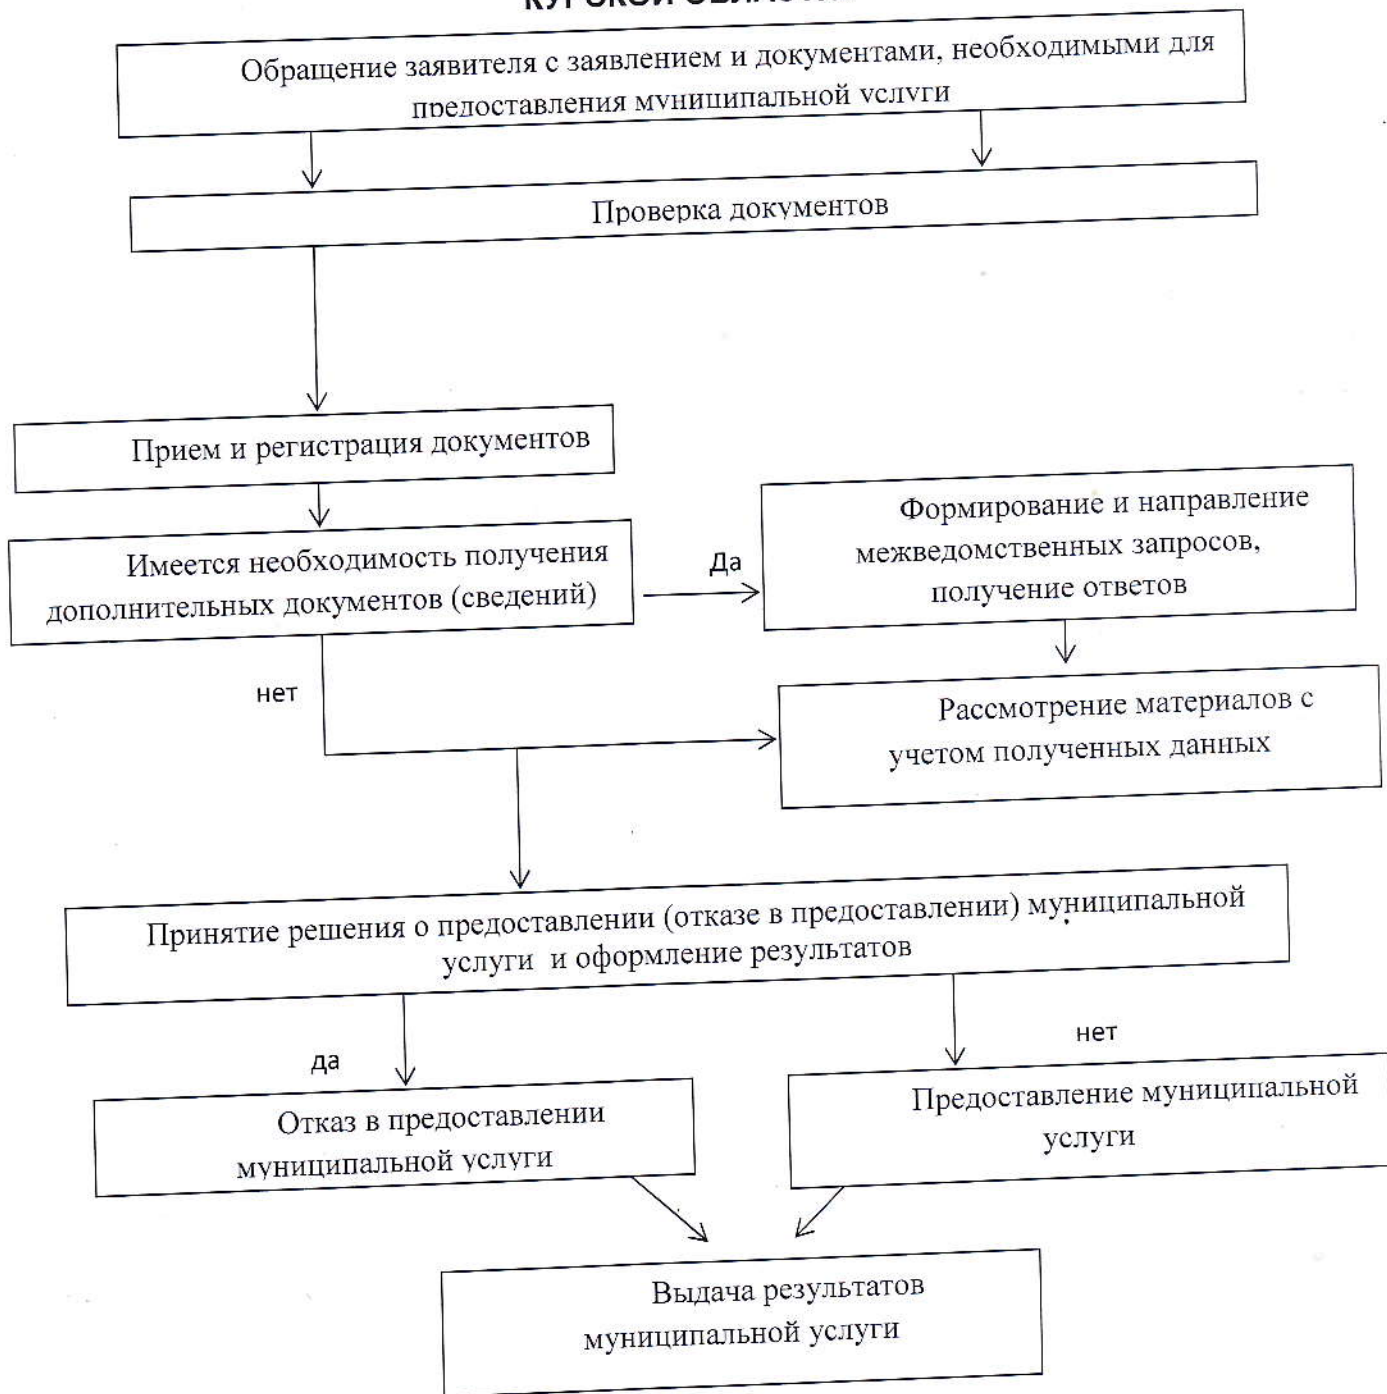 Обращение заявителя с заявлением и документами, необходимыми для
предоставления муниципальной услуги
Проверка документов
Прием и регистрация документов
Имеется необходимость получения
дополнительных документов (сведений)
Да
Формирование и направление
межведомственных запросов,
получение ответов
нет
Рассмотрение материалов с
учетом полученных данных
Принятие решения о предоставлении (отказе в предоставлении) муниципальной
услуги и оформление результатов
да
нет
Отказ в предоставлении
муниципальной услуги
Предоставление муниципальной
услуги
Выдача результатов
муниципальной услуги